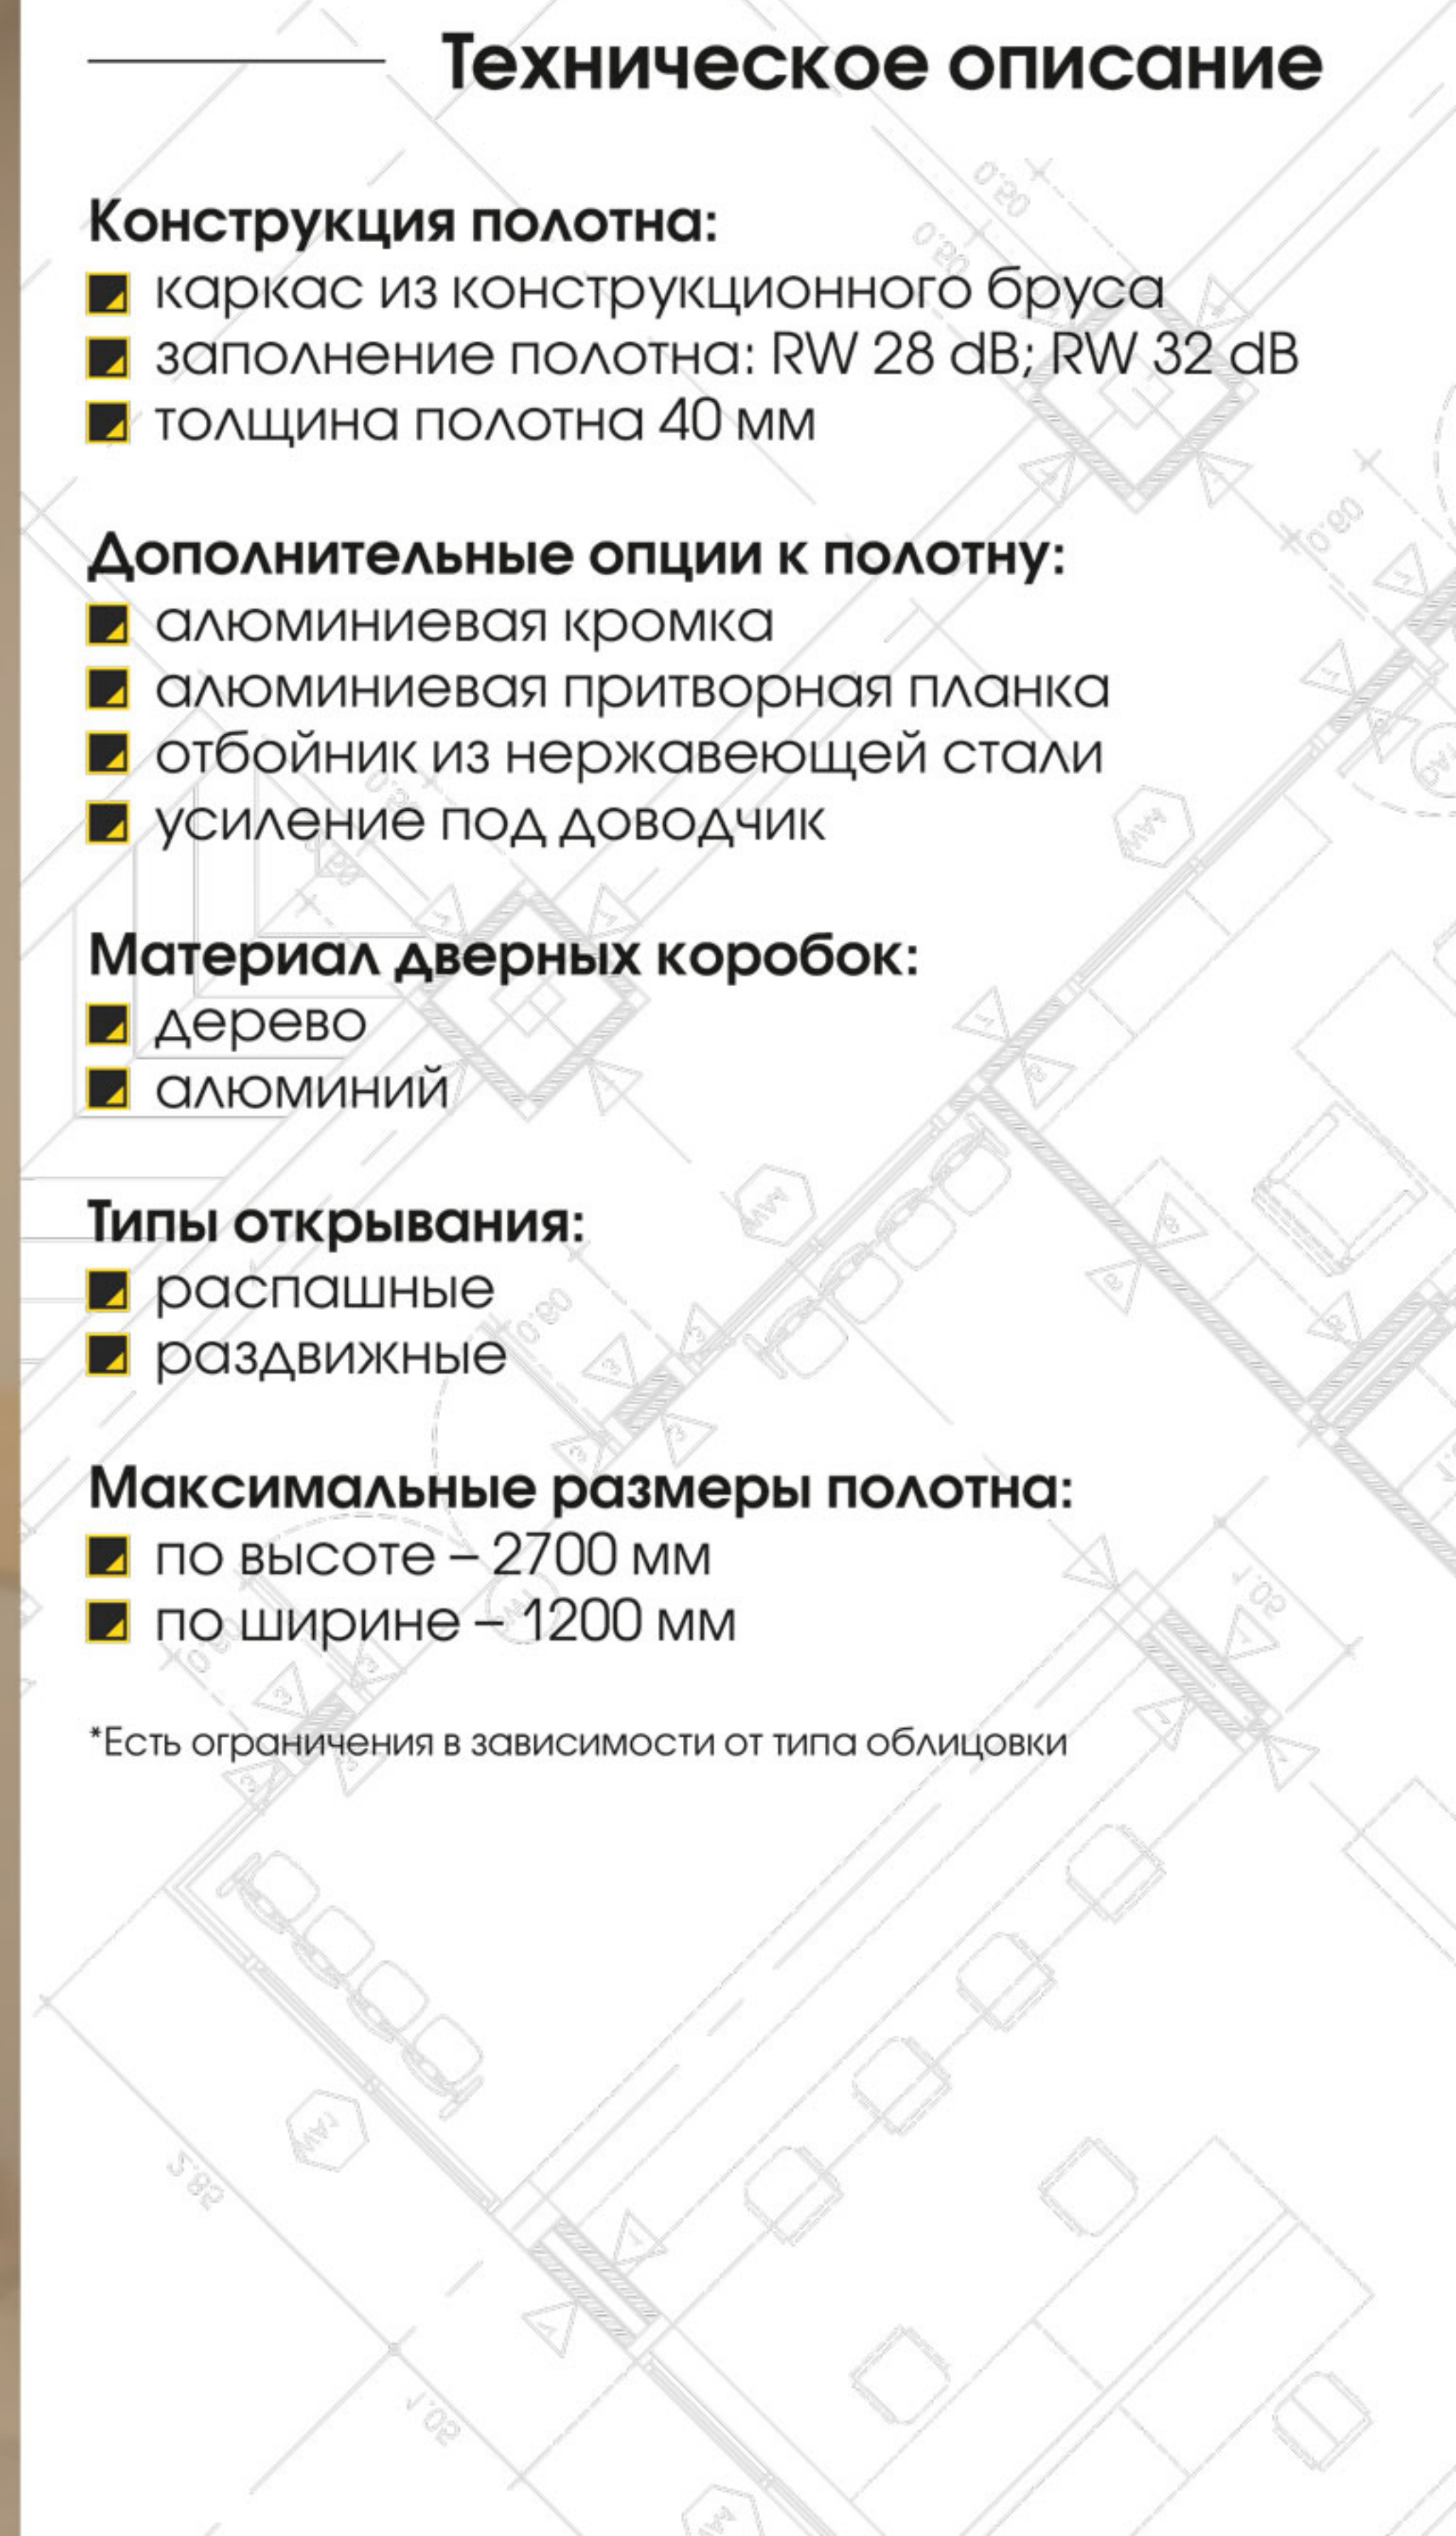 Техническое описание
Конструкция полотна:
каркас из конструкционного бруса
заполнение полотна: RW 28 dB; RW 32 dB
толщина полотна 40 мм
Дополнительные опции к полотну:
алюминиевая кромка
алюминиевая притворная планка
отбойник из нержавеющей стали
усиление под доводчик
Материал дверных коробок:
дерево
алюминий
Типы открывания:
распашные
раздвижные
Максимальные размеры полотна:
по высоте – 2700 мм
по ширине – 1200 мм
*Есть ограничения в зависимости от типа облицовки